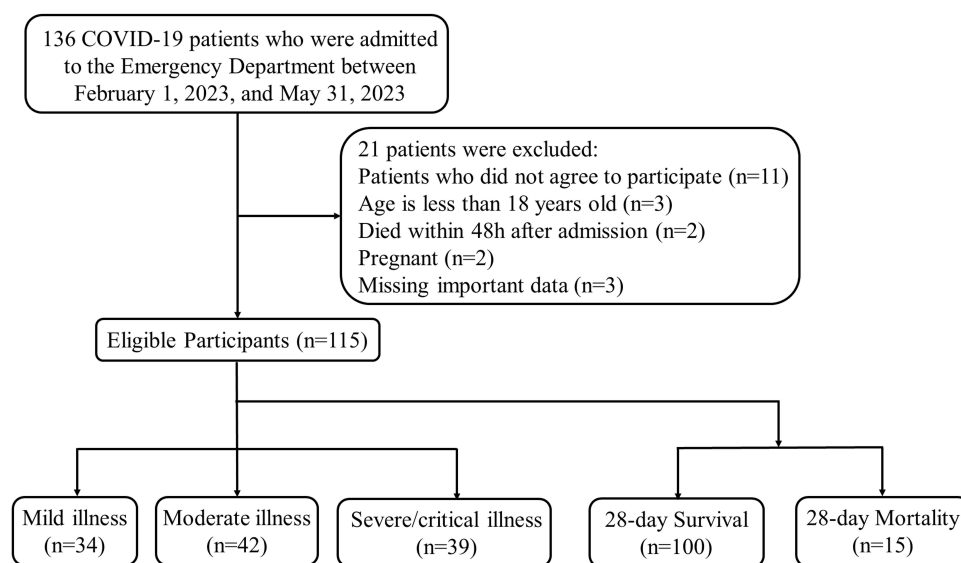 136 COVID-19 patients who were admitted
to the Emergency Department between
February 1, 2023, and May 31, 2023
21 patients were excluded:
Patients who did not agree to participate (n=11)
Age is less than 18 years old (n=3)
Died within 48h after admission (n=2)
Pregnant (n=2)
Missing important data (n=3)
Eligible Participants (n=115)
Mild illness
(n=34)
Moderate illness
(n=42)
Severe/critical illness
(n=39)
28-day Survival
(n=100)
28-day Mortality
(n=15)